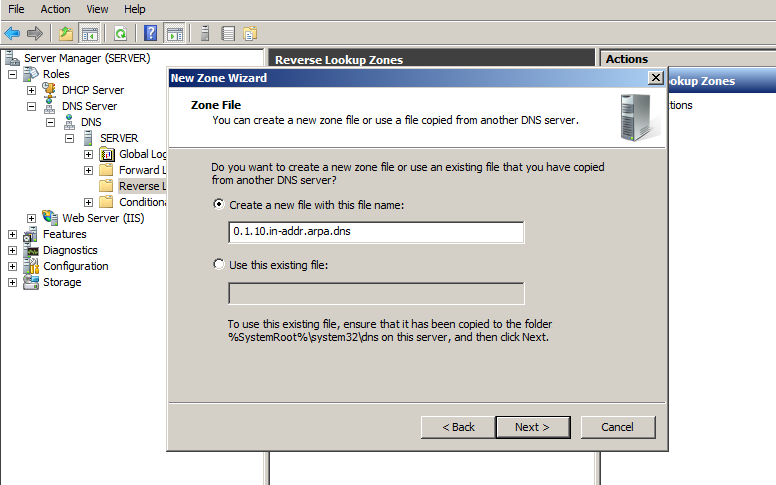 File Action View Help
Server Manager (SERVER)
Roles
DHCP Server
DNS Server
DNS
SERVER
Global Log
Forward L
Reverse L
Conditiona
Web Server (IIS)
Features
Diagnostics
Configuration
Storage
Reverse Lookup Zones
New Zone Wizard
Zone File
You can create a new zone file or use a file copied from another DNS server.
Do you want to create a new zone file or use an existing file that you have copied
from another DNS server?
Create a new file with this file name:
0.1.10.in-addr.arpa.dns
Use this existing file:
To use this existing file, ensure that it has been copied to the folder
%SystemRoot%\system32\dns on this server, and then click Next.
< Back Next > Cancel
Actions
okup Zones
ctions